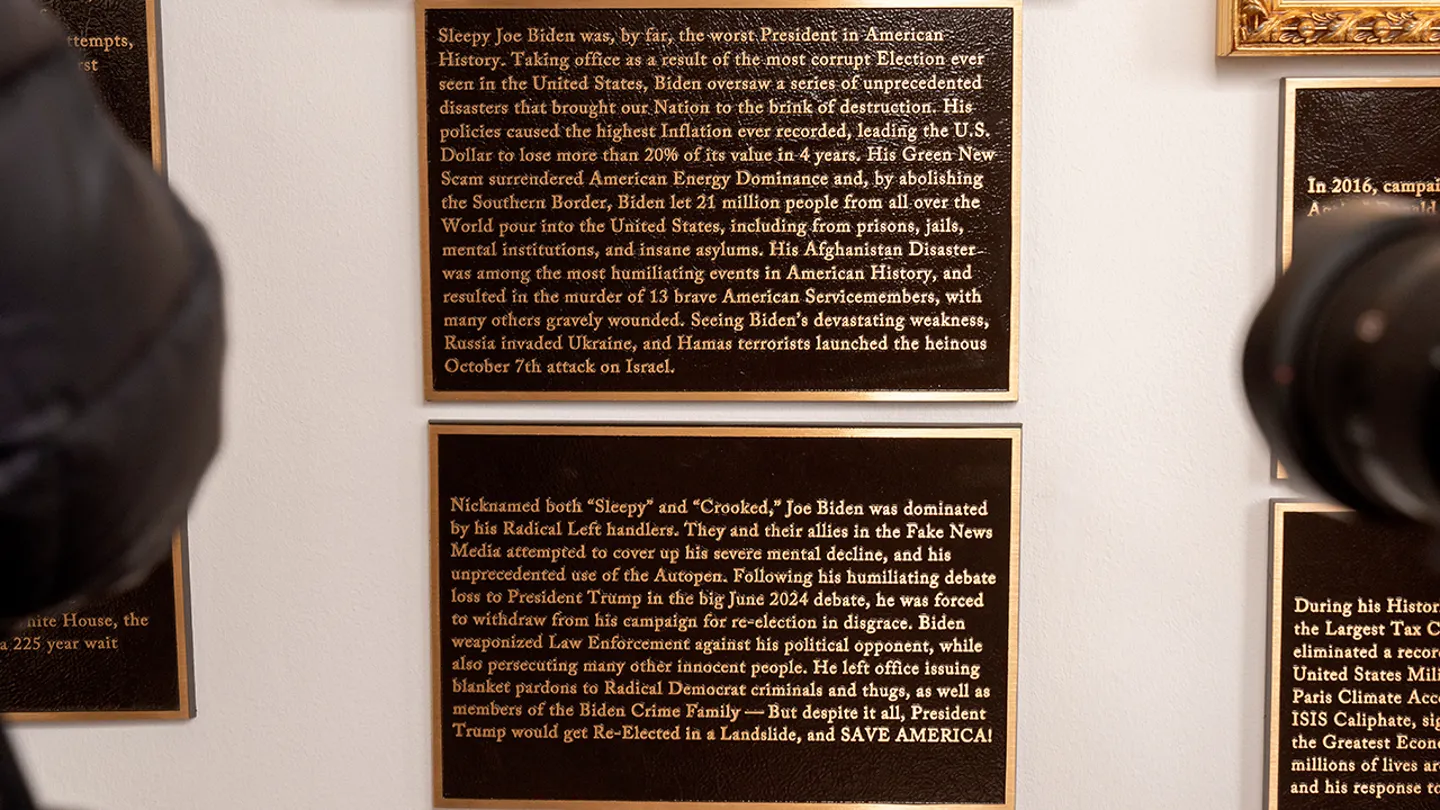 ttempts,
rst
hite House, the
a 225 year wait
Sleepy Joe Biden was, by far, the worst President in American
History. Taking office as a result of the most corrupt Election ever
seen in the United States, Biden oversaw a series of unprecedented
disasters that brought our Nation to the brink of destruction. His
policies caused the highest Inflation ever recorded, leading the U.S.
Dollar to lose more than 20% of its value in 4 years. His Green New
Scam surrendered American Energy Dominance and, by abolishing
the Southern Border, Biden let 21 million people from all over the
World pour into the United States, including from prisons, jails,
mental institutions, and insane asylums. His Afghanistan Disaster
was among the most humiliating events in American History, and
resulted in the murder of 13 brave American Servicemembers, with
many others gravely wounded. Seeing Biden's devastating weakness,
Russia invaded Ukraine, and Hamas terrorists launched the heinous
October 7th attack on Israel.
Nicknamed both “Sleepy” and “Crooked,” Joe Biden was dominated
by his Radical Left handlers. They and their allies in the Fake News
Media attempted to cover up his severe mental decline, and his
unprecedented use of the Autopen. Following his humiliating debate
loss to President Trump in the big June 2024 debate, he was forced
to withdraw from his campaign for re-election in disgrace. Biden
weaponized Law Enforcement against his political opponent, while
also persecuting many other innocent people. He left office issuing
blanket pardons to Radical Democrat criminals and thugs, as well as
members of the Biden Crime Family — But despite it all, President
Trump would get Re-Elected in a Landslide, and SAVE AMERICA!
In 2016, campai
During his Histor
the Largest Tax C
eliminated a recor
United States Mili
Paris Climate Acc
ISIS Caliphate, sig
the Greatest Econ
millions of lives ar
and his response to